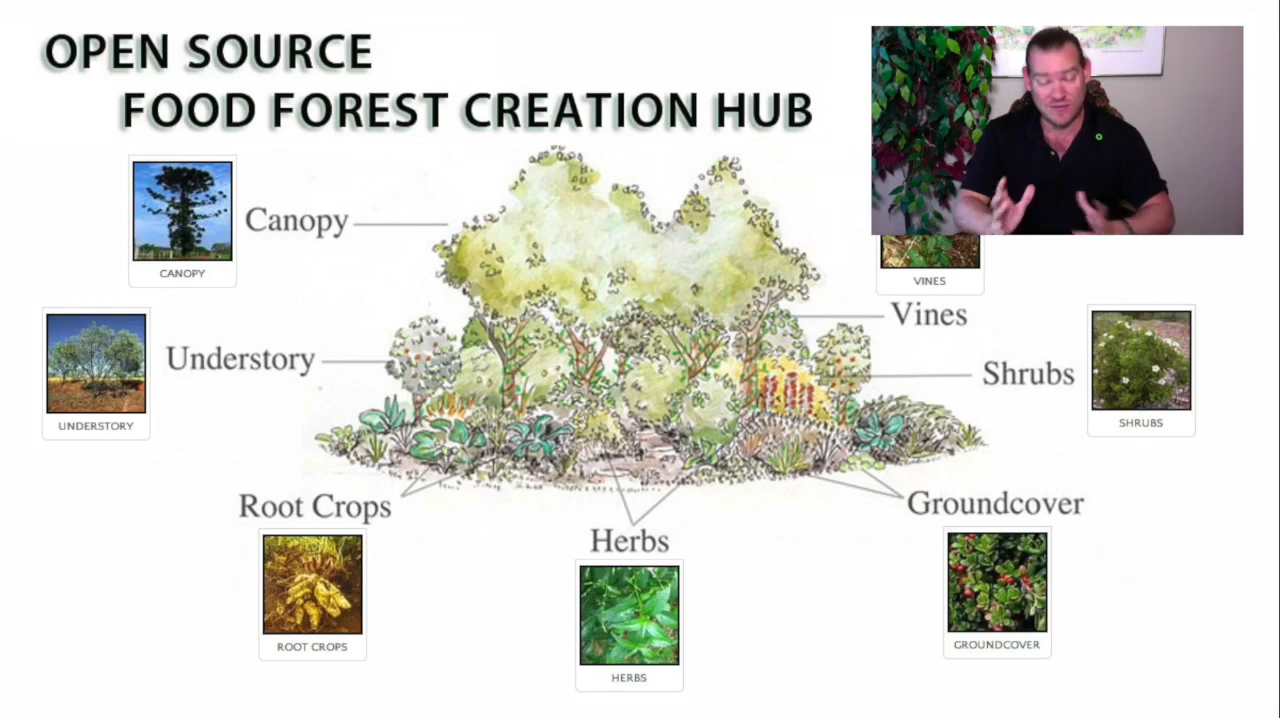 OPEN SOURCE
FOOD FOREST CREATION HUB
CANOPY
Canopy
VINES
Vines
UNDERSTORY
Understory
Shrubs
SHRUBS
Root Crops
ROOT CROPS
Herbs
HERBS
Groundcover
GROUNDCOVER